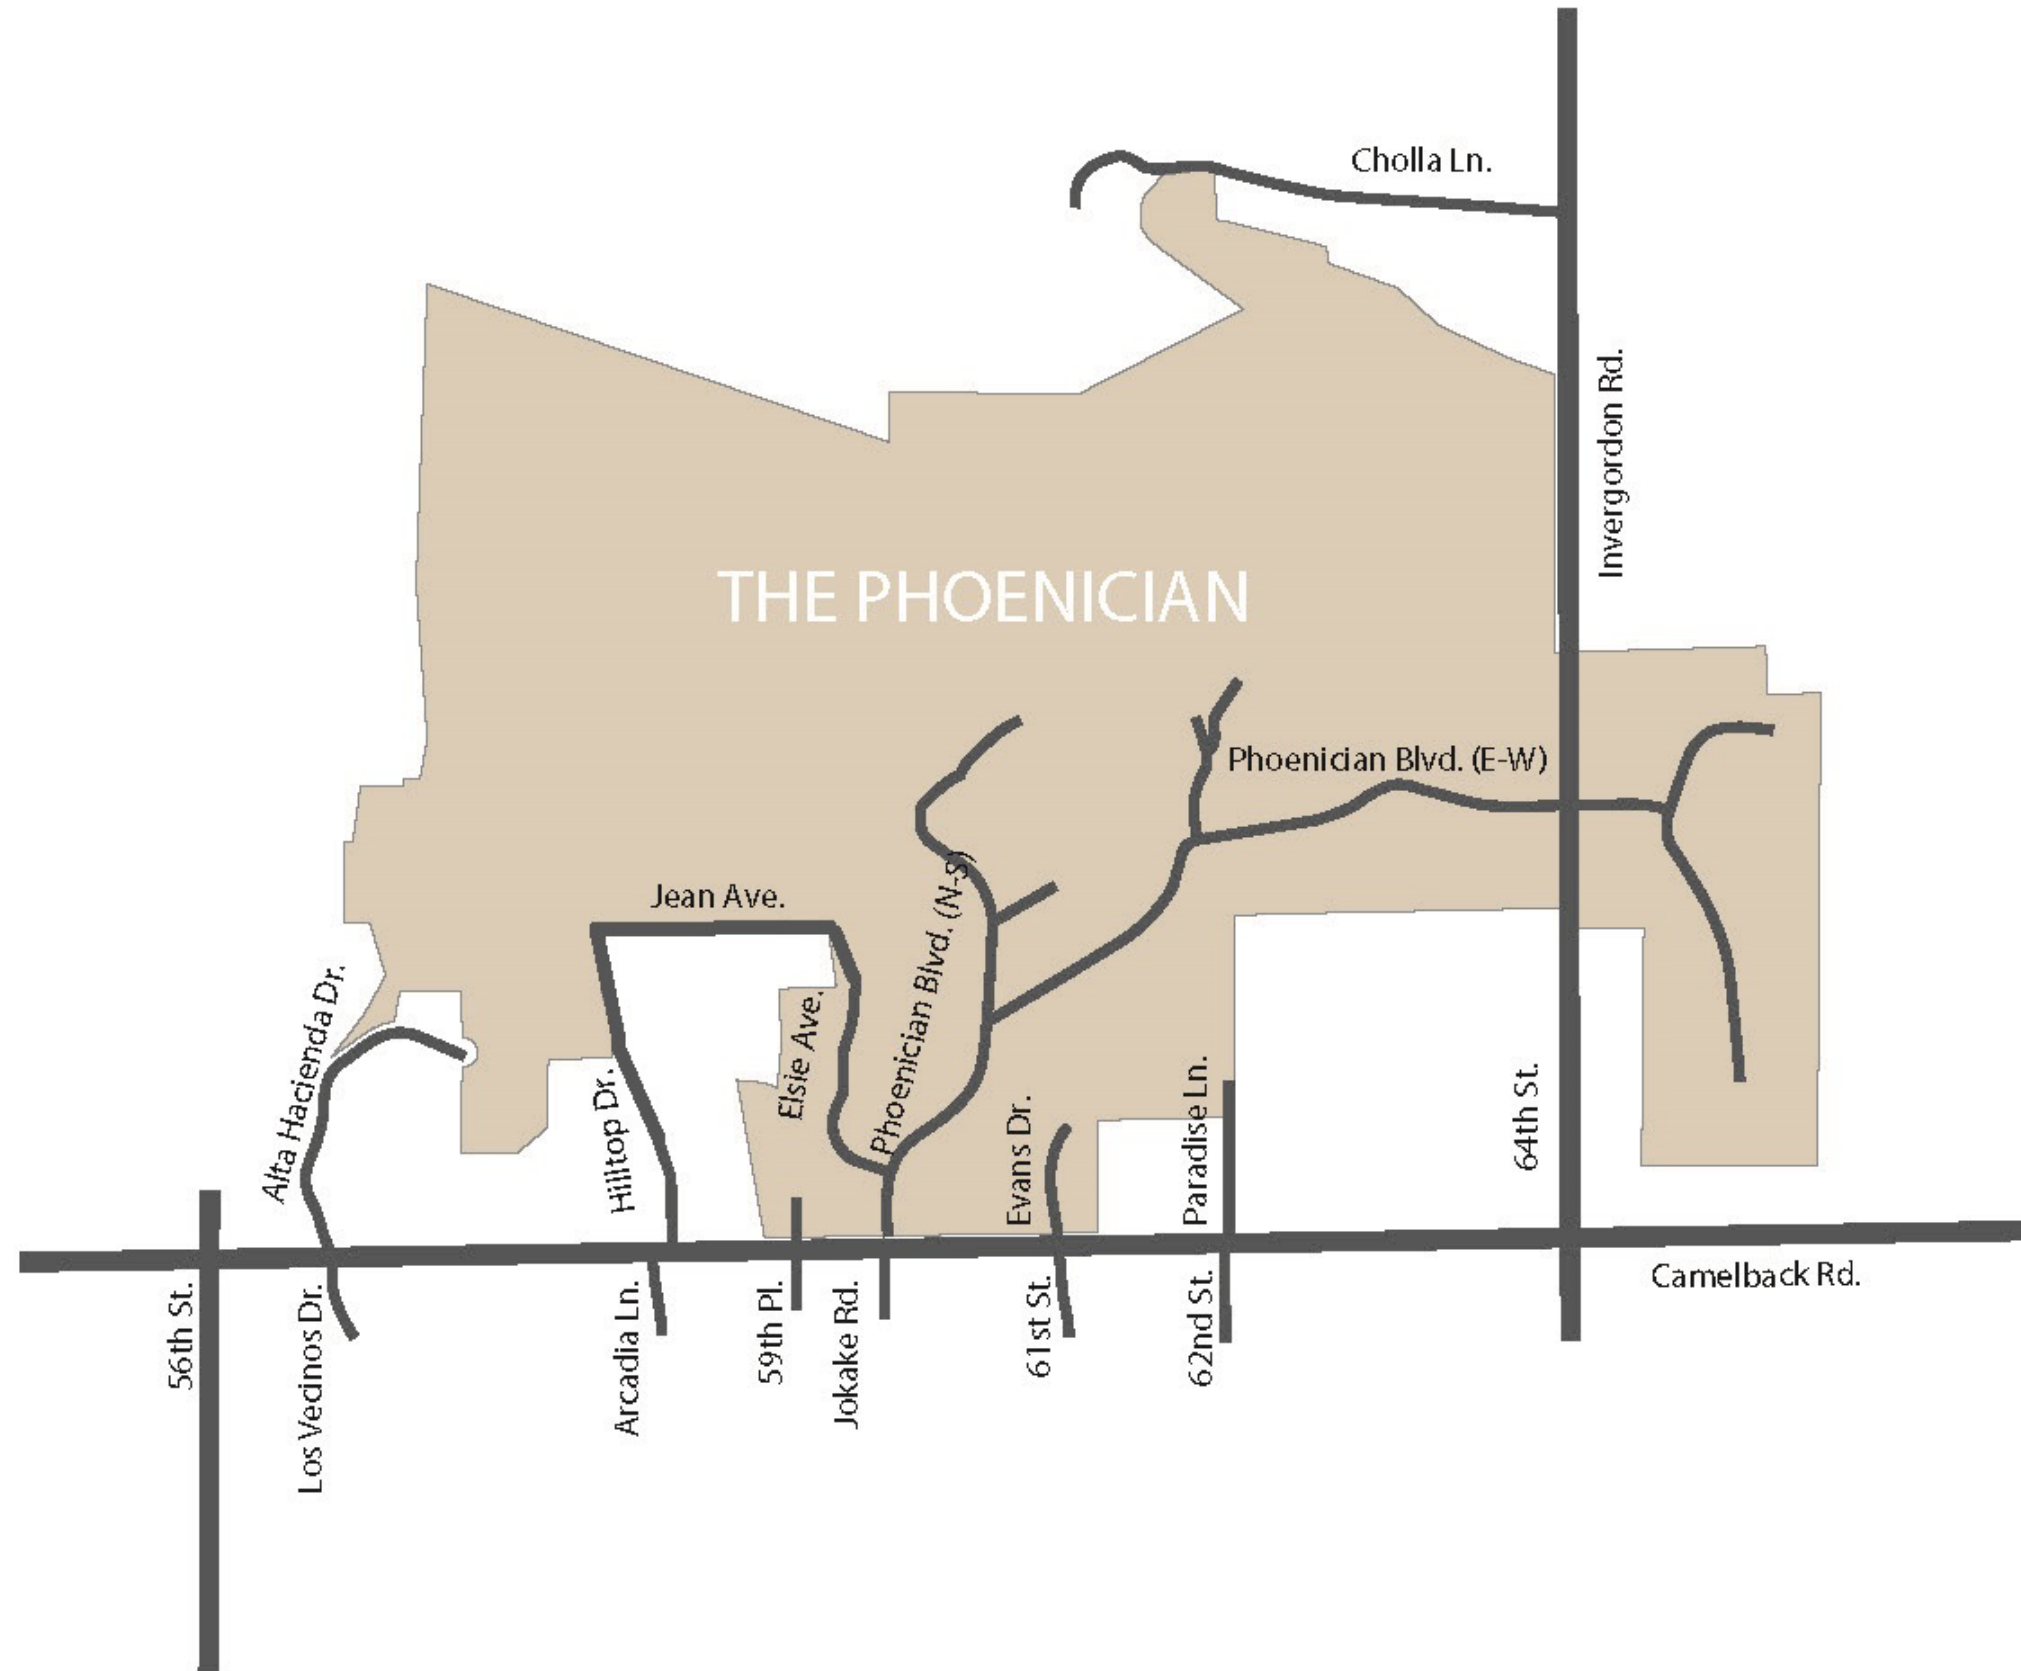 Cholla Ln.
Invergordon Rd.
THE PHOENICIAN
Phoenician Blvd. (E-W)
Jean Ave.
Phoenician Blvd. (N-S)
Alta Hacienda Dr.
Elsie Ave.
Hilltop Dr.
Evans Dr.
Paradise Ln.
64th St.
Camelback Rd.
56th St.
Los Vecinos Dr.
Arcadia Ln.
59th Pl.
Jokake Rd.
61st St.
62nd St.